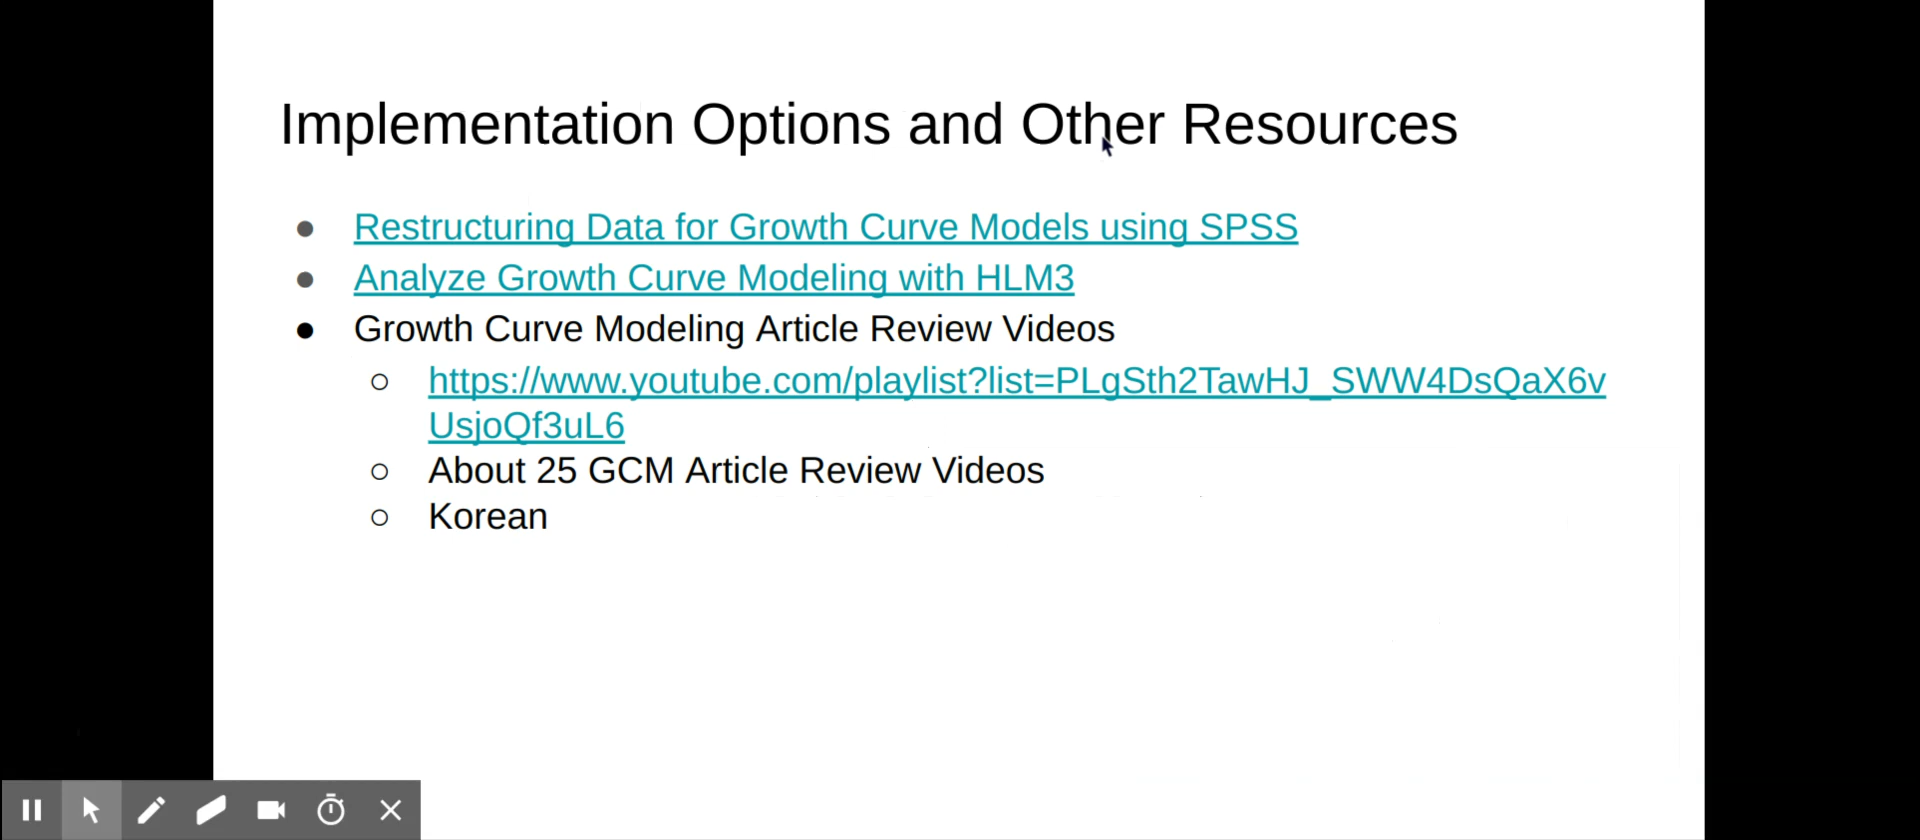 Implementation Options and Other Resources
● Restructuring Data for Growth Curve Models using SPSS
● Analyze Growth Curve Modeling with HLM3
● Growth Curve Modeling Article Review Videos
○ https://www.youtube.com/playlist?list=PLgSth2TawHJ_SWW4DsQaX6v
UsjoQf3uL6
○ About 25 GCM Article Review Videos
○ Korean